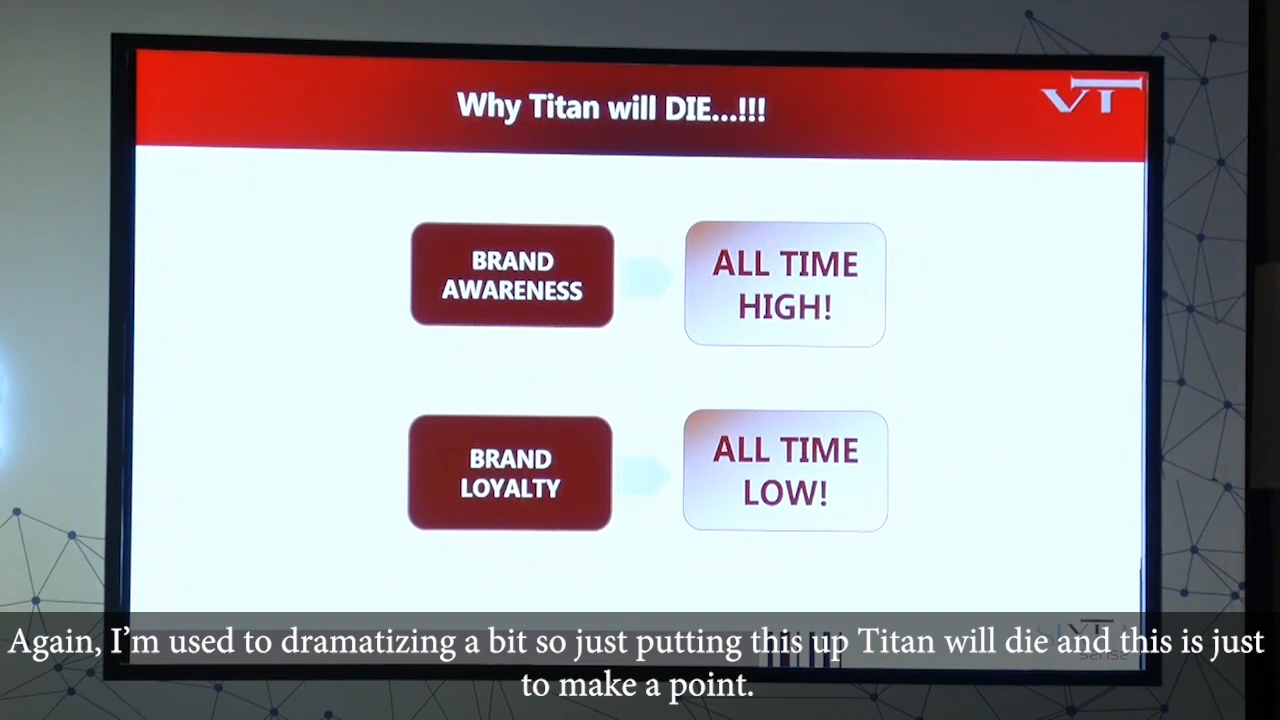 Why Titan will DIE...!!!
VT
BRAND
AWARENESS
ALL TIME
HIGH!
BRAND
LOYALTY
ALL TIME
LOW!
Again, I'm used to dramatizing a bit so just putting this up Titan will die and this is just
to make a point.